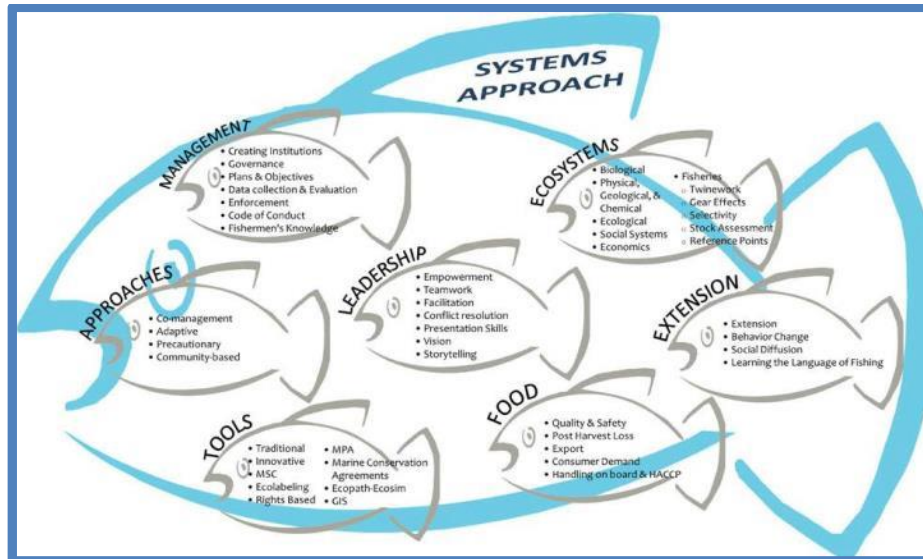 SYSTEMS
APPROACH
MANAGEMENT
• Creating Institutions
• Governance
• Plans & Objectives
• Data collection & Evaluation
• Enforcement
• Code of Conduct
• Fishermen's Knowledge
ECOSYSTEMS
• Biological
• Physical,
Geological, &
Chemical
• Ecological
• Social Systems
• Economics
• Fisheries
o Twinework
o Gear Effects
o Selectivity
o Stock Assessment
o Reference Points
APPROACHES
• Co-management
• Adaptive
• Precautionary
• Community-based
LEADERSHIP
• Empowerment
• Teamwork
• Facilitation
• Conflict resolution
• Presentation Skills
• Vision
• Storytelling
EXTENSION
• Extension
• Behavior Change
• Social Diffusion
• Learning the Language of Fishing
TOOLS
• Traditional
• Innovative
• MSC
• Ecolabeling
• Rights Based
• MPA
• Marine Conservation
Agreements
• Ecopath-Ecosim
• GIS
FOOD
• Quality & Safety
• Post Harvest Loss
• Export
• Consumer Demand
• Handling on board & HACCP